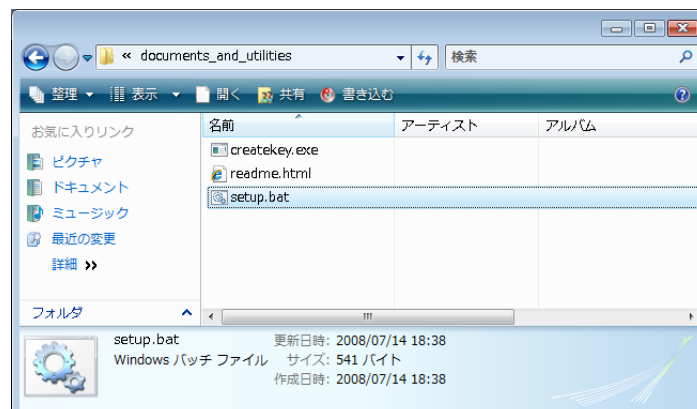 « documents_and_utilities
検索
整理 表示 開く 共有 書き込む
お気に入りリンク
ピクチャ
ドキュメント
ミュージック
最近の変更
詳細 »
フォルダ
名前 アーティスト アルバム
createkey.exe
readme.html
setup.bat
setup.bat 更新日時: 2008/07/14 18:38
Windows バッチ ファイル サイズ: 541 バイト
作成日時: 2008/07/14 18:38